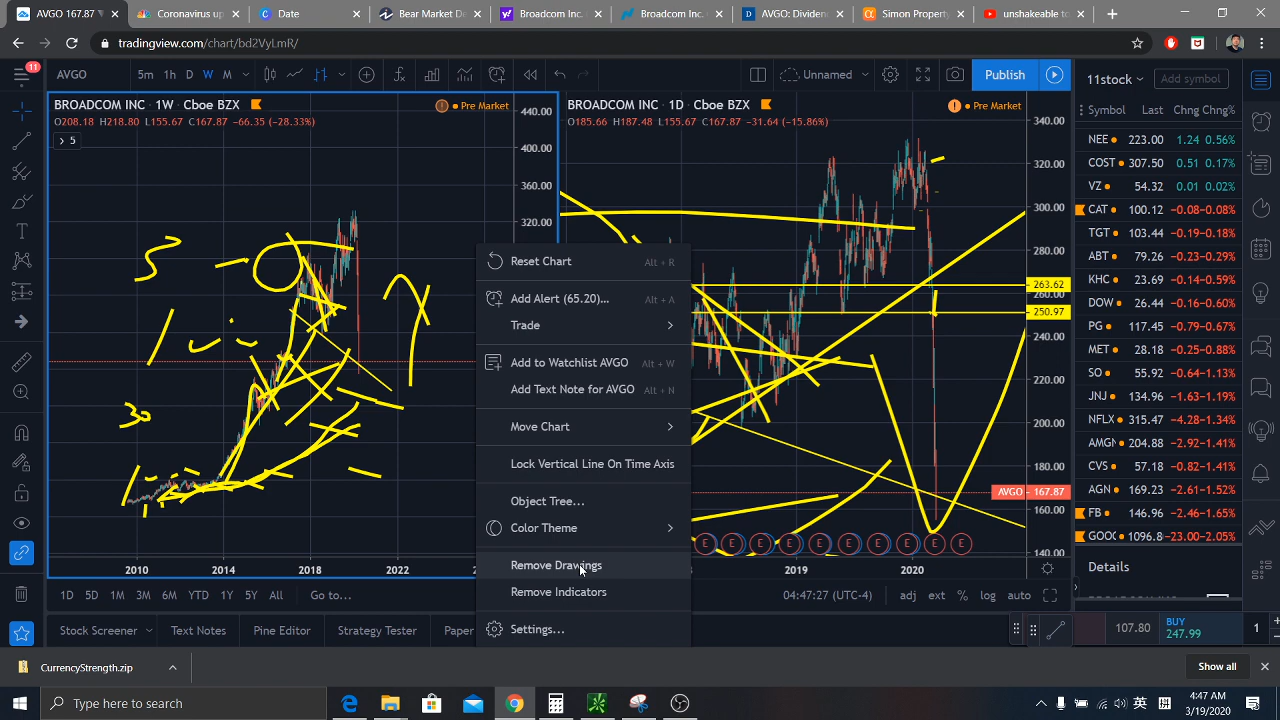 AVGO 167.87
Coronavirus up
Date
Bear Market Do
Broadcom Inc.
Broadcom Inc.
AVGO: Dividen
Simon Property
unshakeable to
tradingview.com/chart/bd2VyLmR/
11
AVGO
5m 1h D W M
Unnamed
Publish
11stock
Add symbol
BROADCOM INC · 1W · Cboe BZX
Pre Market
O208.18 H218.80 L155.67 C167.87 −66.35 (−28.33%)
5
440.00
400.00
360.00
320.00
2010 2014 2018 2022
BROADCOM INC · 1D · Cboe BZX
Pre Market
O185.66 H187.48 L155.67 C167.87 −31.64 (−15.86%)
340.00
320.00
300.00
280.00
263.62
260.00
250.97
240.00
220.00
200.00
180.00
AVGO 167.87
160.00
140.00
E E E E E E E E E E
2019 2020
Reset Chart Alt + R
Add Alert (65.20)... Alt + A
Trade
Add to Watchlist AVGO Alt + W
Add Text Note for AVGO Alt + N
Move Chart
Lock Vertical Line On Time Axis
Object Tree...
Color Theme
Remove Drawings
Remove Indicators
Settings...
Symbol Last Chng Chng%
NEE 223.00 1.24 0.56%
COST 307.50 0.51 0.17%
VZ 54.32 0.01 0.02%
CAT 100.12 −0.08 −0.08%
TGT 103.44 −0.19 −0.18%
ABT 79.26 −0.23 −0.29%
KHC 23.69 −0.14 −0.59%
DOW 26.44 −0.16 −0.60%
PG 117.45 −0.79 −0.67%
MET 28.18 −0.25 −0.88%
SO 55.92 −0.64 −1.13%
JNJ 134.96 −1.63 −1.19%
NFLX 315.47 −1.64 −0.52%
AMGN 204.88 −2.92 −1.41%
CVS 57.18 −0.82 −1.41%
AGN 169.23 −2.61 −1.52%
FB 146.96 −2.46 −1.65%
GOOG 1096.8 −23.00 −2.05%
Details
1D 5D 1M 3M 6M YTD 1Y 5Y All Go to...
04:47:27 (UTC-4)
adj ext % log auto
Stock Screener
Text Notes
Pine Editor
Strategy Tester
Paper
107.80
BUY
247.99
1
CurrencyStrength.zip
Show all
Type here to search
英 拼
4:47 AM
3/19/2020